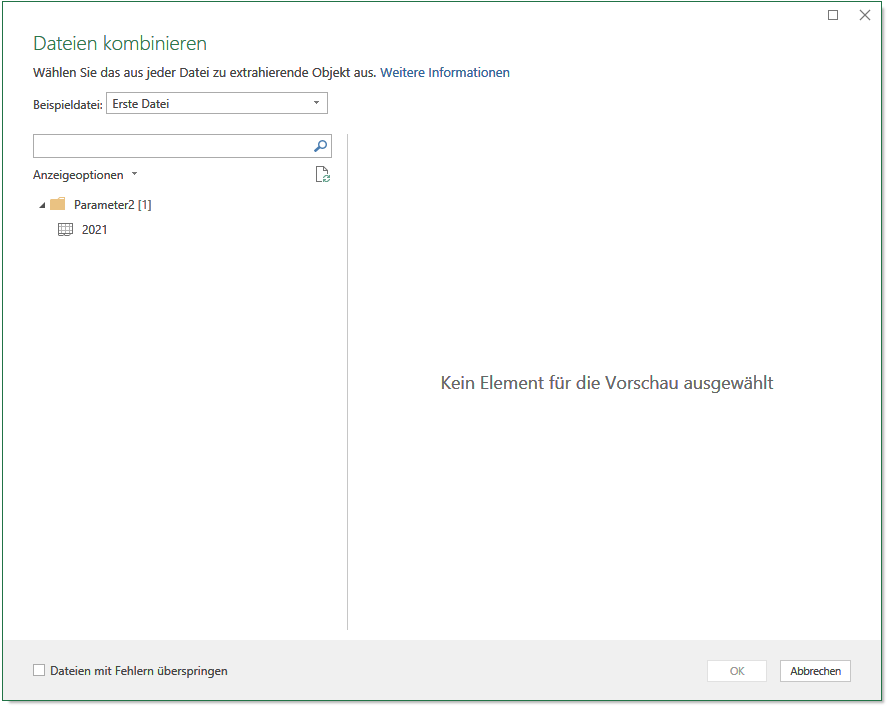 Dateien kombinieren
Wählen Sie das aus jeder Datei zu extrahierende Objekt aus. Weitere Informationen
Beispieldatei: Erste Datei
Anzeigeoptionen
Parameter2 [1]
2021
Kein Element für die Vorschau ausgewählt
Dateien mit Fehlern überspringen
OK Abbrechen